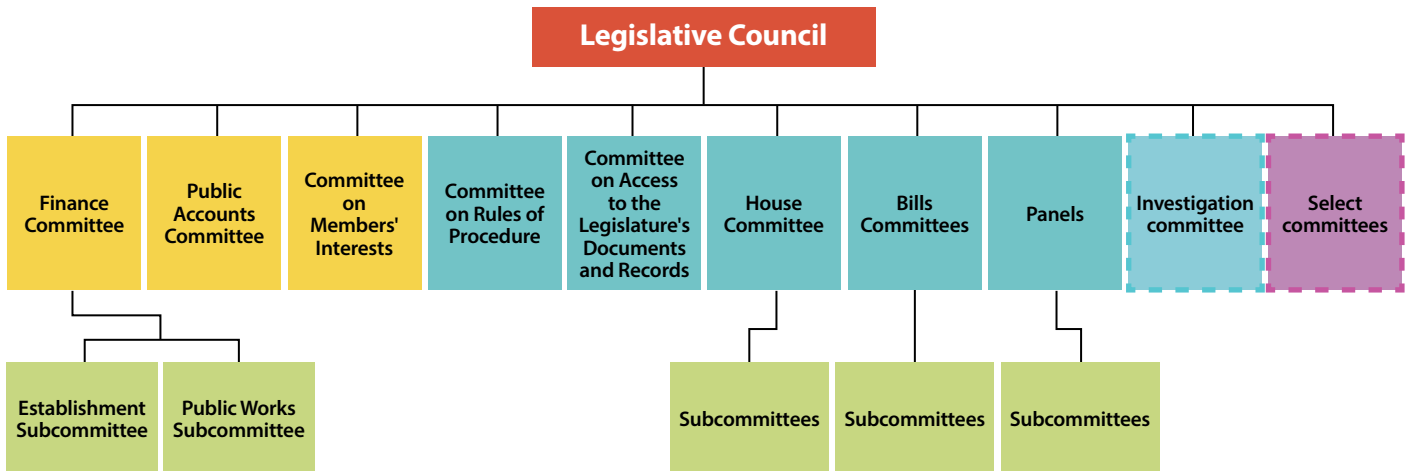 Legislative Council
Finance
Committee
Public
Accounts
Committee
Committee
on
Members'
Interests
Committee
on Rules of
Procedure
Committee
on Access
to the
Legislature's
Documents
and Records
House
Committee
Bills
Committees
Panels
Investigation
committee
Select
committees
Establishment
Subcommittee
Public Works
Subcommittee
Subcommittees
Subcommittees
Subcommittees